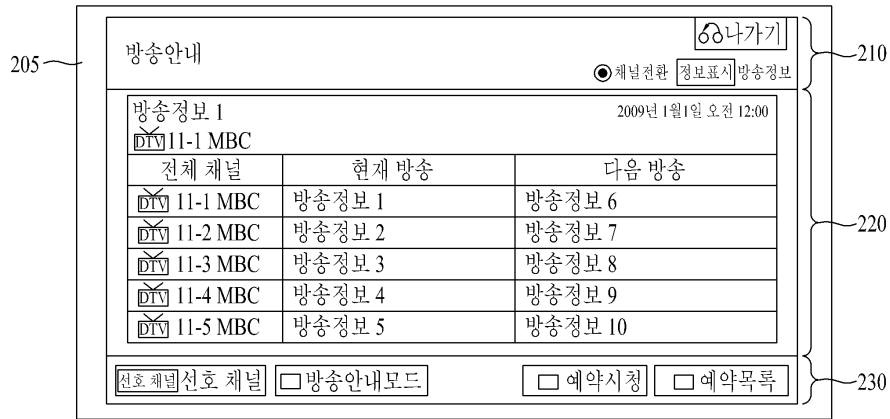 나가기
방송안내
채널전환 정보표시 방송정보
방송정보 1 2009년 1월1일 오전 12:00
DTV 11-1 MBC
전체 채널 현재 방송 다음 방송
DTV 11-1 MBC 방송정보 1 방송정보 6
DTV 11-2 MBC 방송정보 2 방송정보 7
DTV 11-3 MBC 방송정보 3 방송정보 8
DTV 11-4 MBC 방송정보 4 방송정보 9
DTV 11-5 MBC 방송정보 5 방송정보 10
선호 채널 선호 채널 방송안내모드 예약시청 예약목록
205
210
220
230